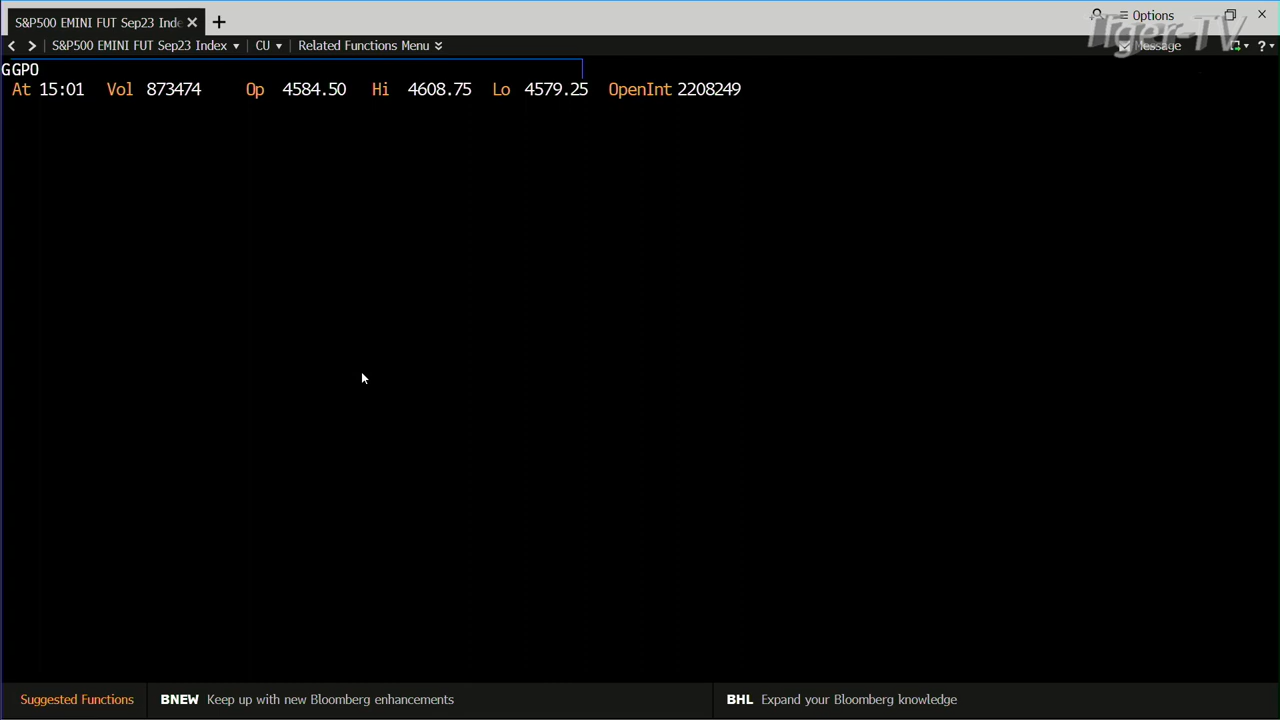 S&P500 EMINI FUT Sep23 Inde
Options
S&P500 EMINI FUT Sep23 Index CU Related Functions Menu Message ?
Tiger-TV
GGPO
At 15:01 Vol 873474 Op 4584.50 Hi 4608.75 Lo 4579.25 OpenInt 2208249
Suggested Functions BNEW Keep up with new Bloomberg enhancements BHL Expand your Bloomberg knowledge